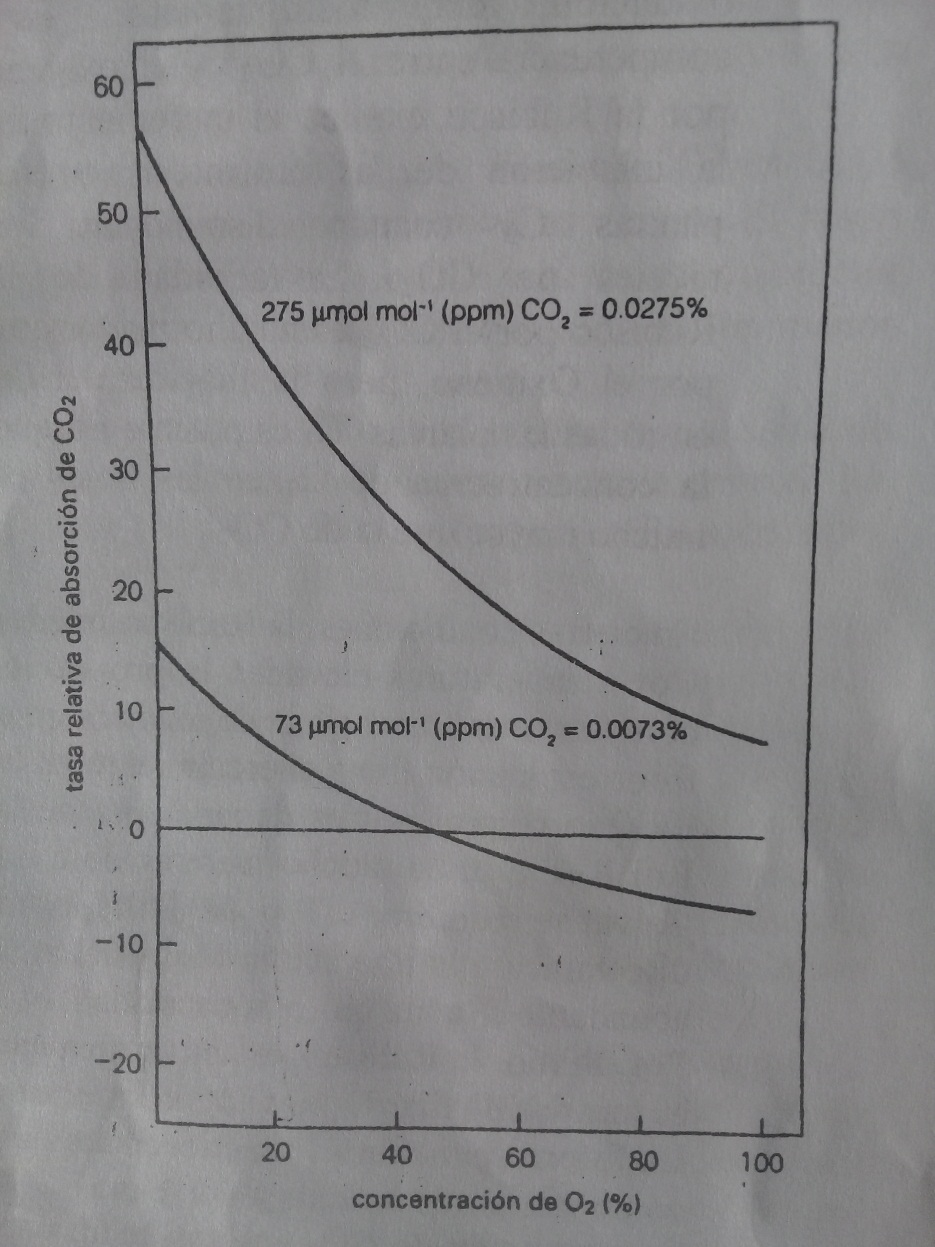 60
50
275 µmol mol⁻¹ (ppm) CO₂ = 0.0275%
40
30
20
10
73 µmol mol⁻¹ (ppm) CO₂ = 0.0073%
0
−10
−20
tasa relativa de absorción de CO₂
20 40 60 80 100
concentración de O₂ (%)